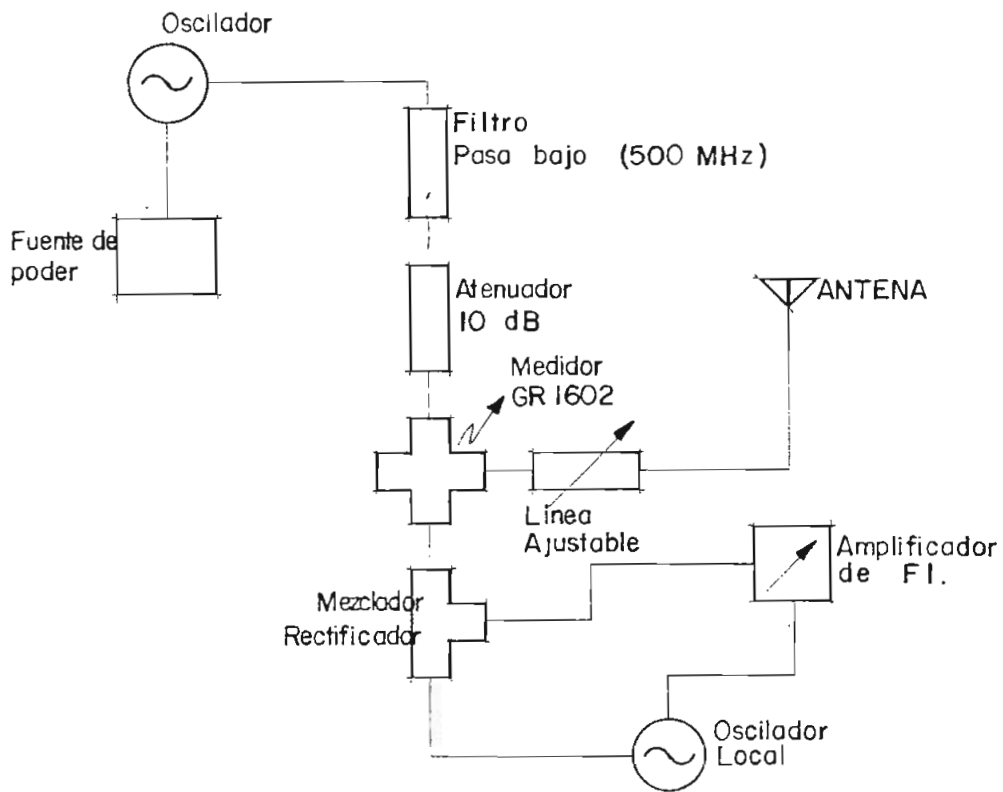 Oscilador
Filtro
Pasa bajo (500 MHz)
Fuente de
poder
Atenuador
10 dB
ANTENA
Medidor
GR 1602
Línea
Ajustable
Amplificador
de FI.
Mezclador
Rectificador
Oscilador
Local